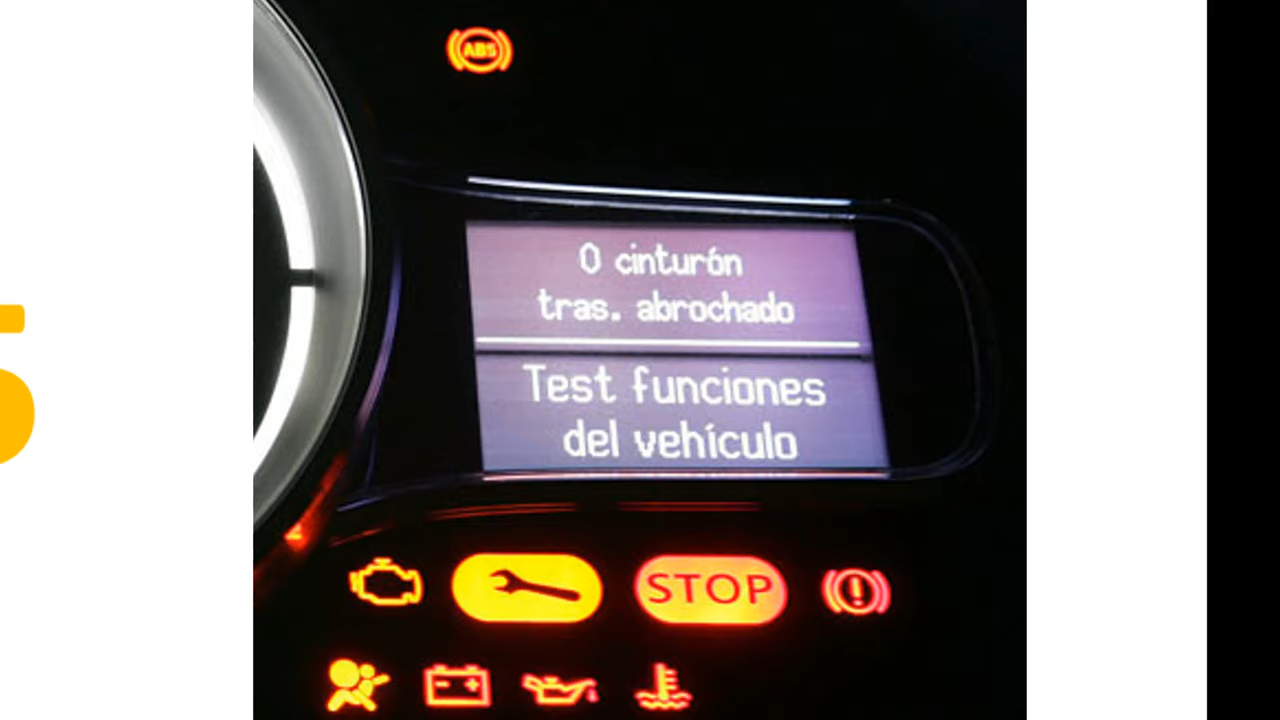 ABS
0 cinturón
tras. abrochado
Test funciones
del vehículo
STOP